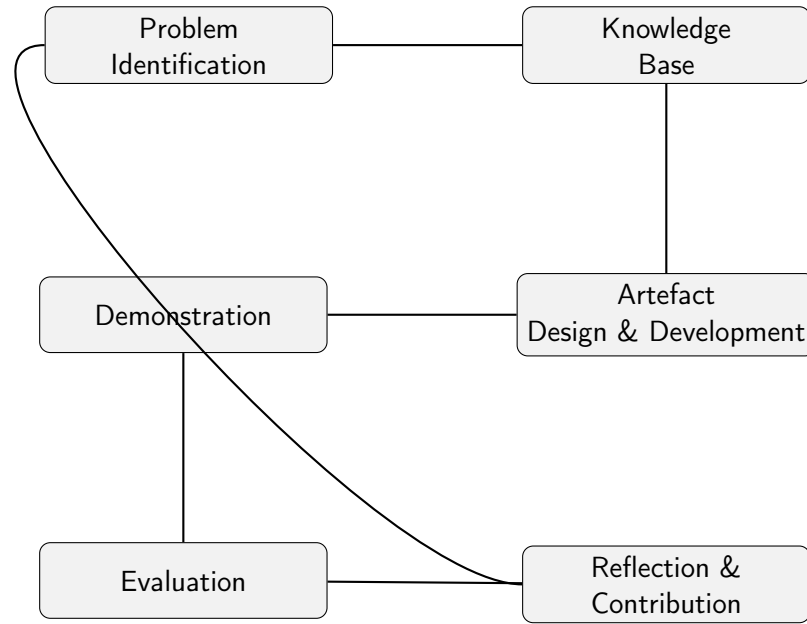 Problem
Identification
Knowledge
Base
Demonstration
Artefact
Design & Development
Evaluation
Reflection &
Contribution